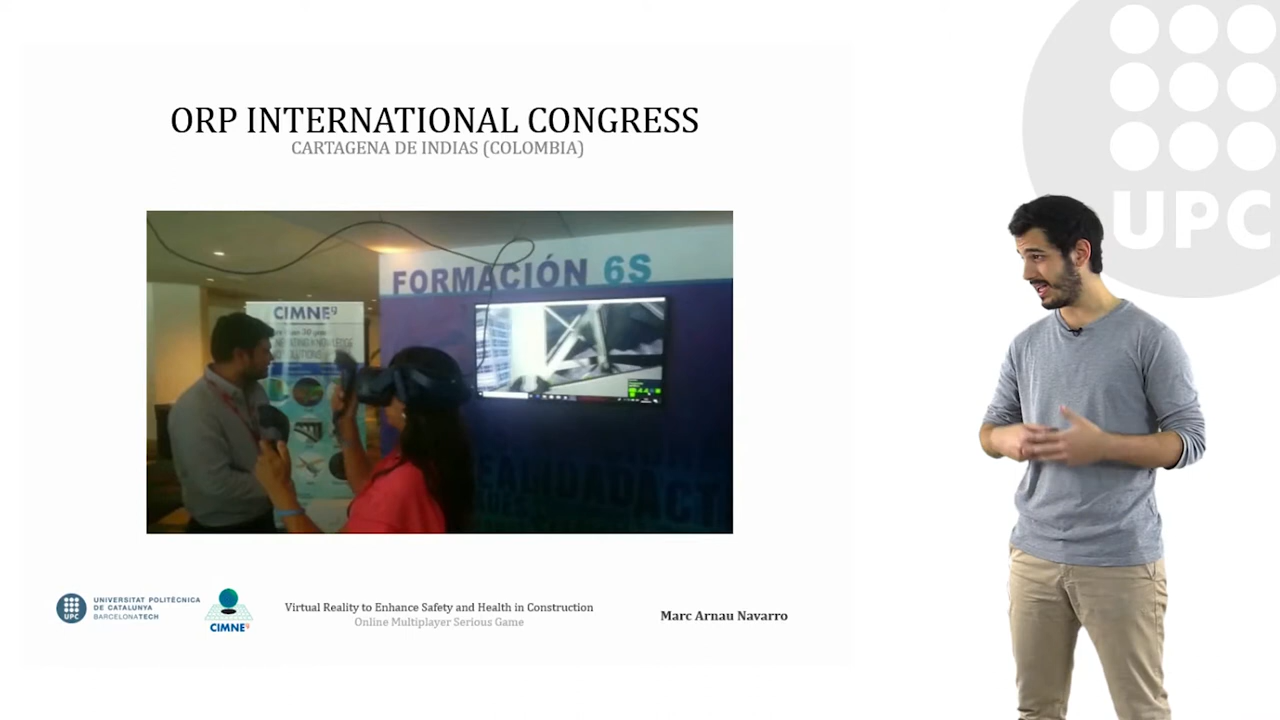 ORP INTERNATIONAL CONGRESS
CARTAGENA DE INDIAS (COLOMBIA)
UPC
FORMACIÓN 6S
CIMNE
UNIVERSITAT POLITÈCNICA
DE CATALUNYA
BARCELONATECH
UPC
CIMNE
Virtual Reality to Enhance Safety and Health in Construction
Online Multiplayer Serious Game
Marc Arnau Navarro